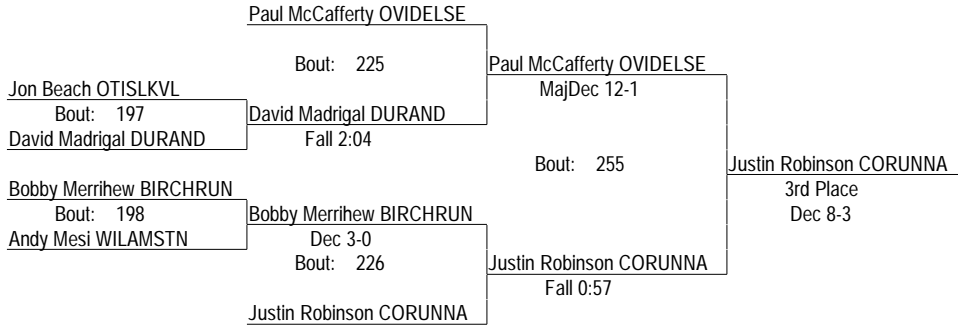 Paul McCafferty OVIDELSE
Bout: 225
Paul McCafferty OVIDELSE
Jon Beach OTISLKVL
MajDec 12-1
Bout: 197
David Madrigal DURAND
David Madrigal DURAND
Fall 2:04
Bout: 255
Justin Robinson CORUNNA
Bobby Merrihew BIRCHRUN
3rd Place
Bout: 198
Bobby Merrihew BIRCHRUN
Dec 8-3
Andy Mesi WILAMSTN
Dec 3-0
Bout: 226
Justin Robinson CORUNNA
Fall 0:57
Justin Robinson CORUNNA